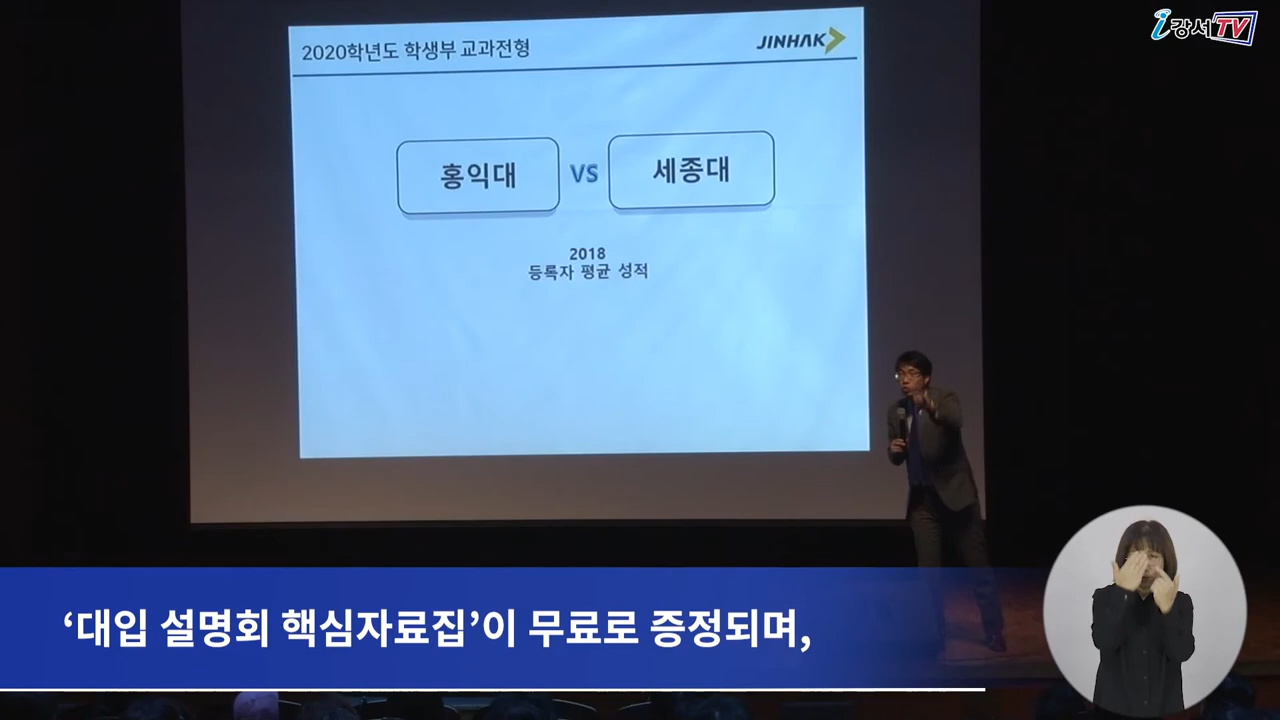 i강서TV
2020학년도 학생부 교과전형
JINHAK
홍익대 VS 세종대
2018
등록자 평균 성적
‘대입 설명회 핵심자료집’이 무료로 증정되며,